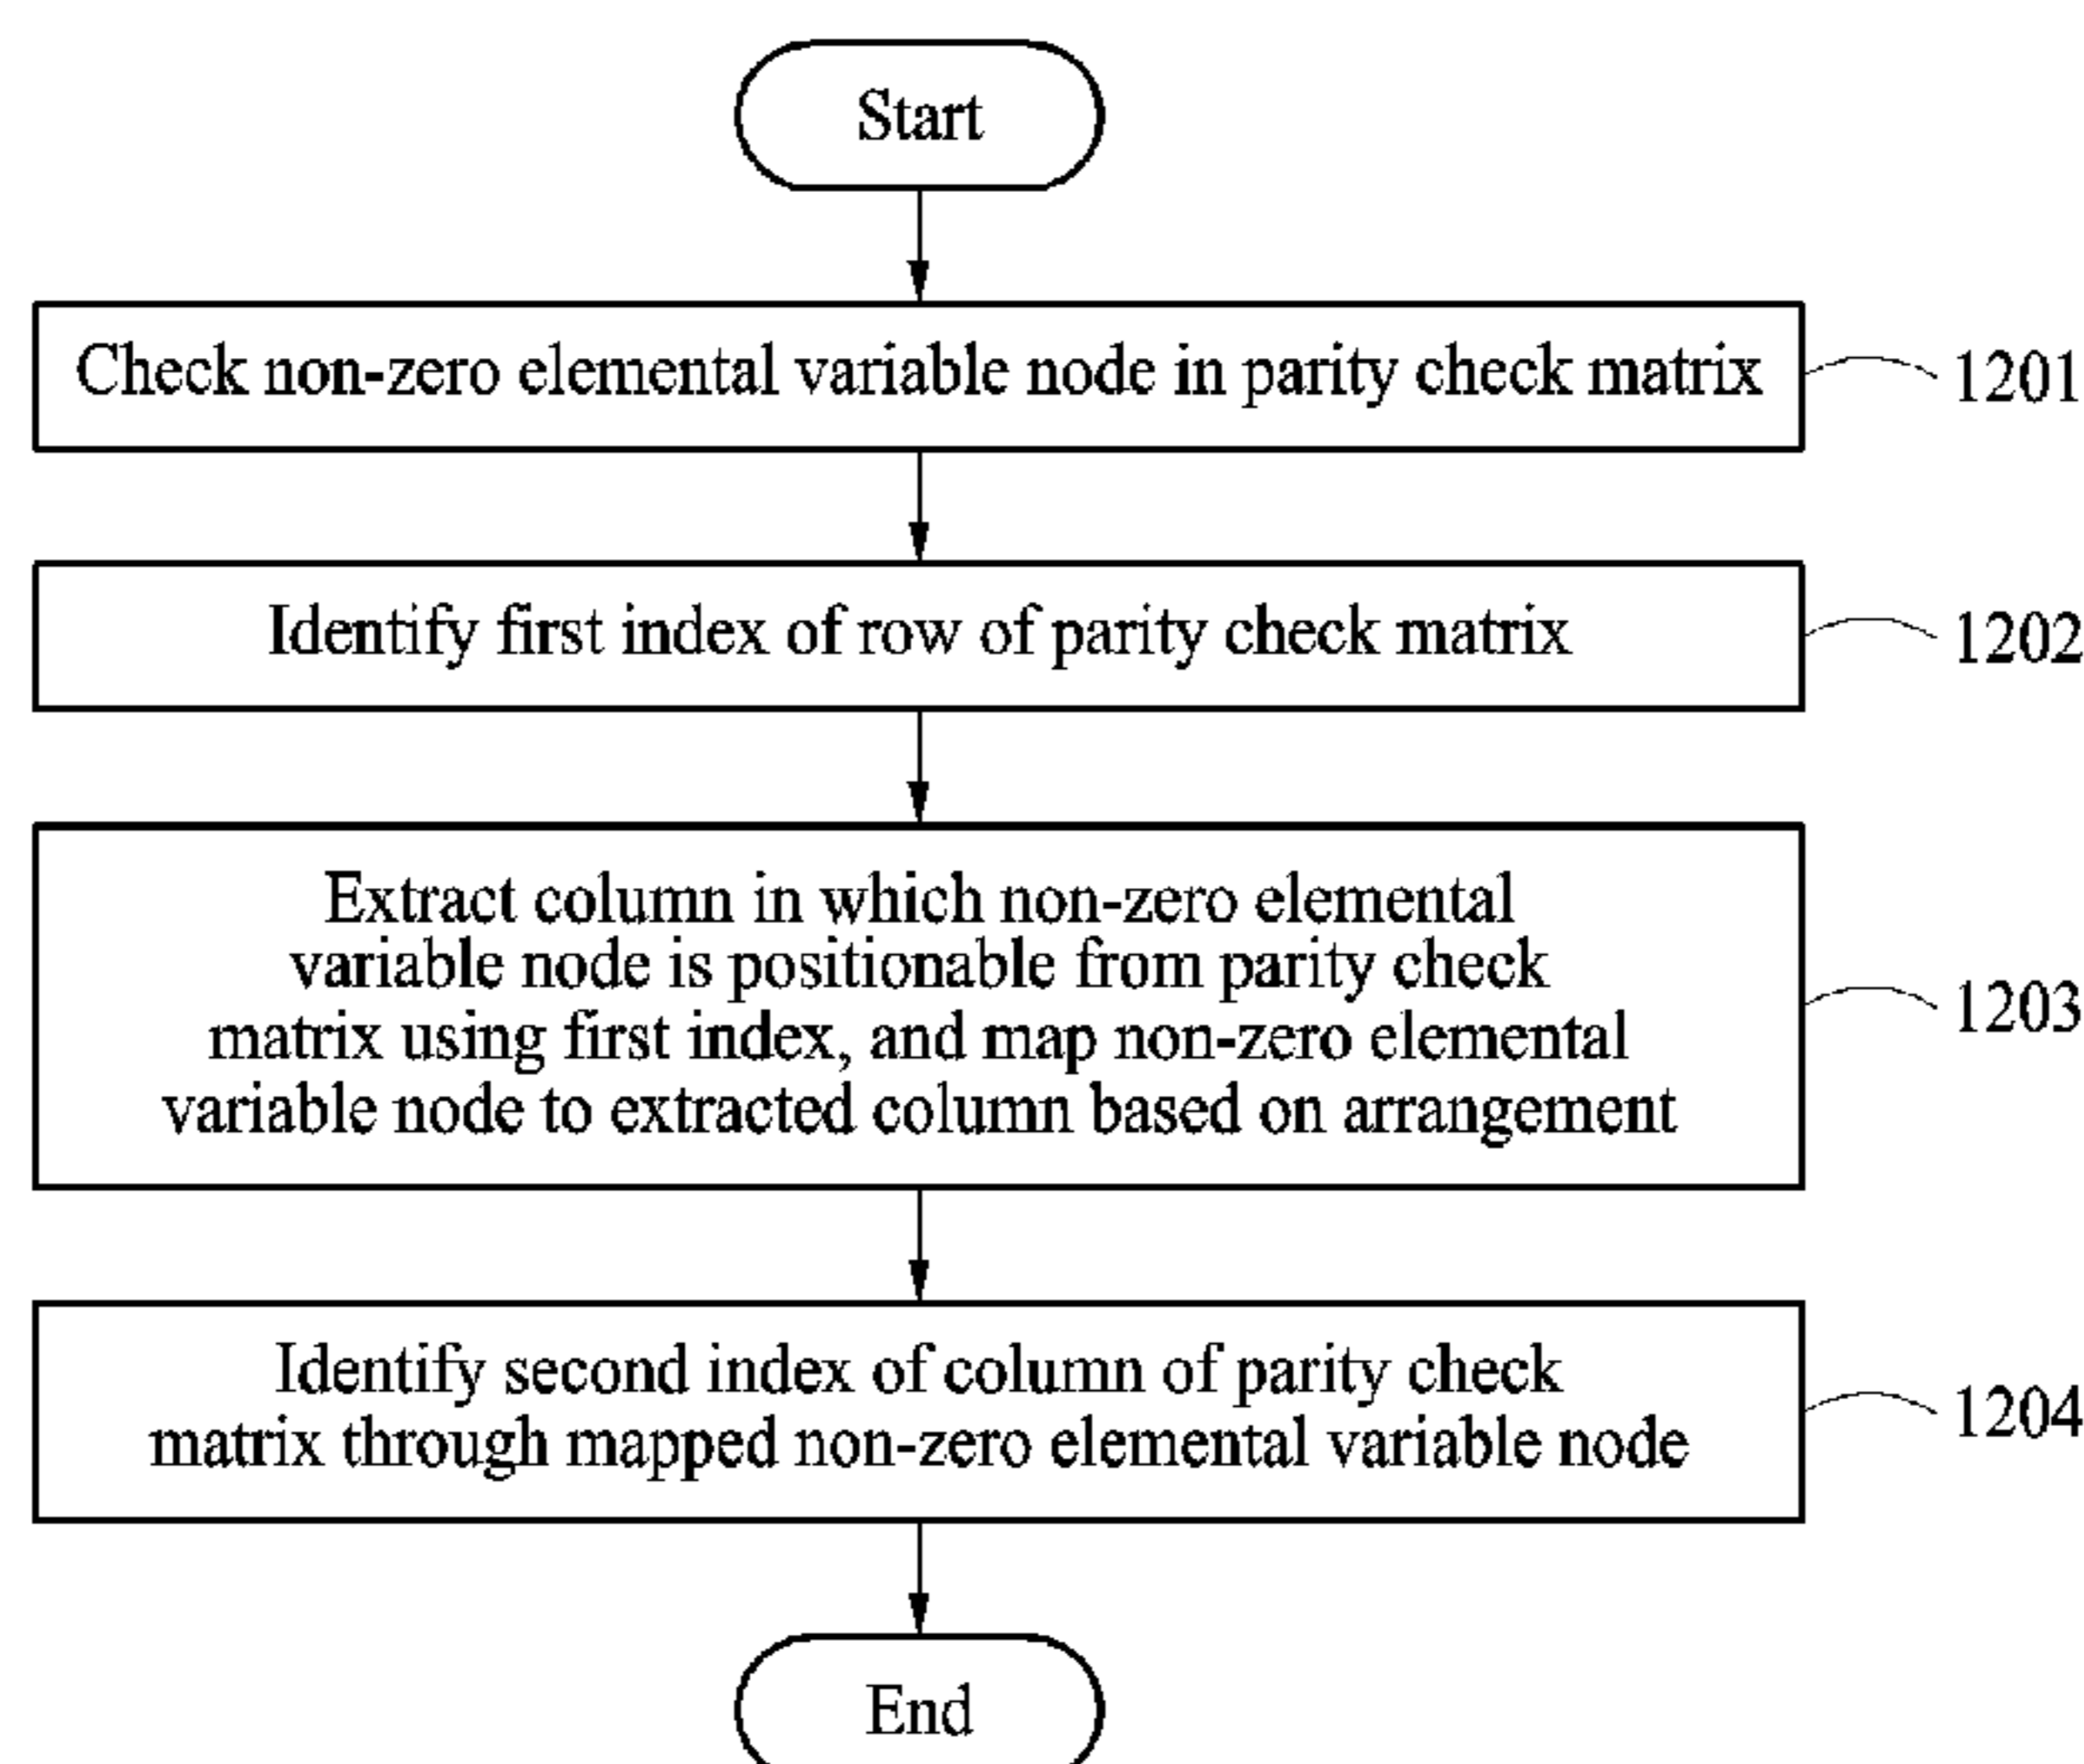 Start
Check non-zero elemental variable node in parity check matrix
1201
Identify first index of row of parity check matrix
1202
Extract column in which non-zero elemental
variable node is positionable from parity check
matrix using first index, and map non-zero elemental
variable node to extracted column based on arrangement
1203
Identify second index of column of parity check
matrix through mapped non-zero elemental variable node
1204
End